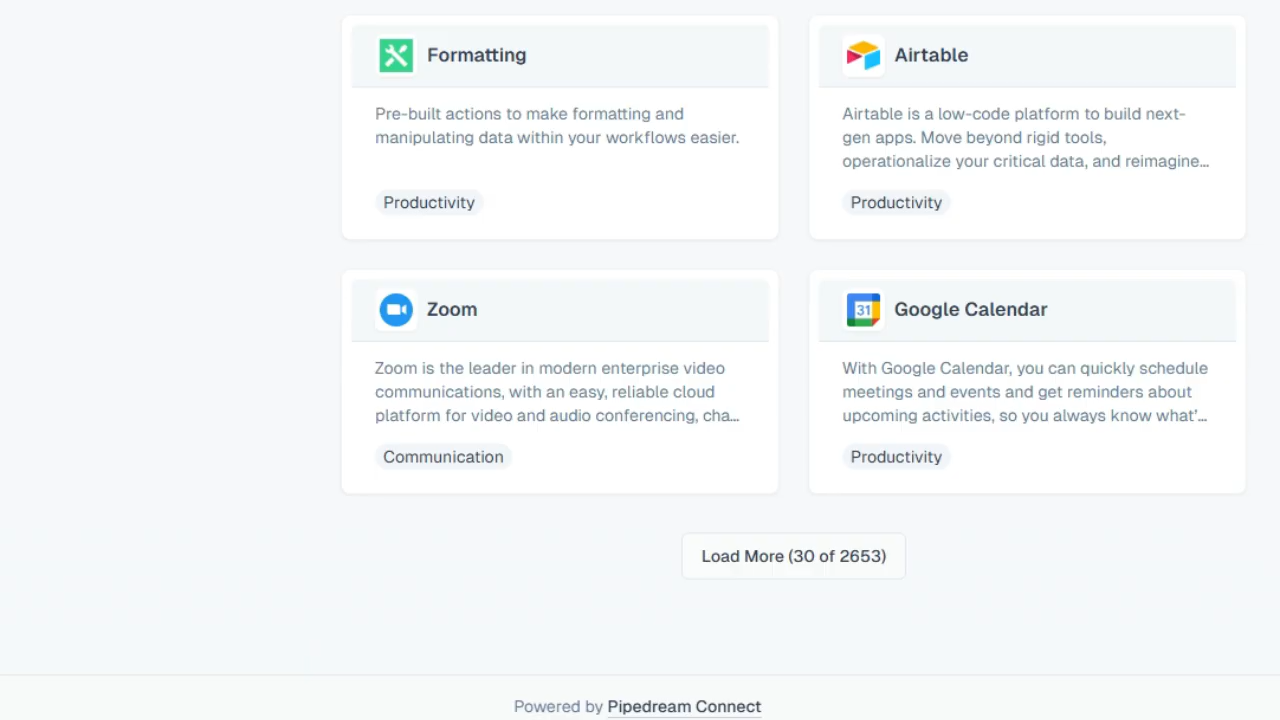 Formatting
Pre-built actions to make formatting and
manipulating data within your workflows easier.
Productivity
Airtable
Airtable is a low-code platform to build next-
gen apps. Move beyond rigid tools,
operationalize your critical data, and reimagine...
Productivity
Zoom
Zoom is the leader in modern enterprise video
communications, with an easy, reliable cloud
platform for video and audio conferencing, cha...
Communication
31
Google Calendar
With Google Calendar, you can quickly schedule
meetings and events and get reminders about
upcoming activities, so you always know what'...
Productivity
Load More (30 of 2653)
Powered by Pipedream Connect